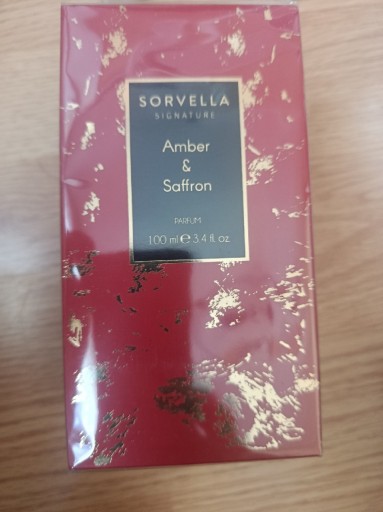 SORVELLA
SIGNATURE
Amber
&
Saffron
PARFUM
100 ml ℮ 3.4 fl. oz.